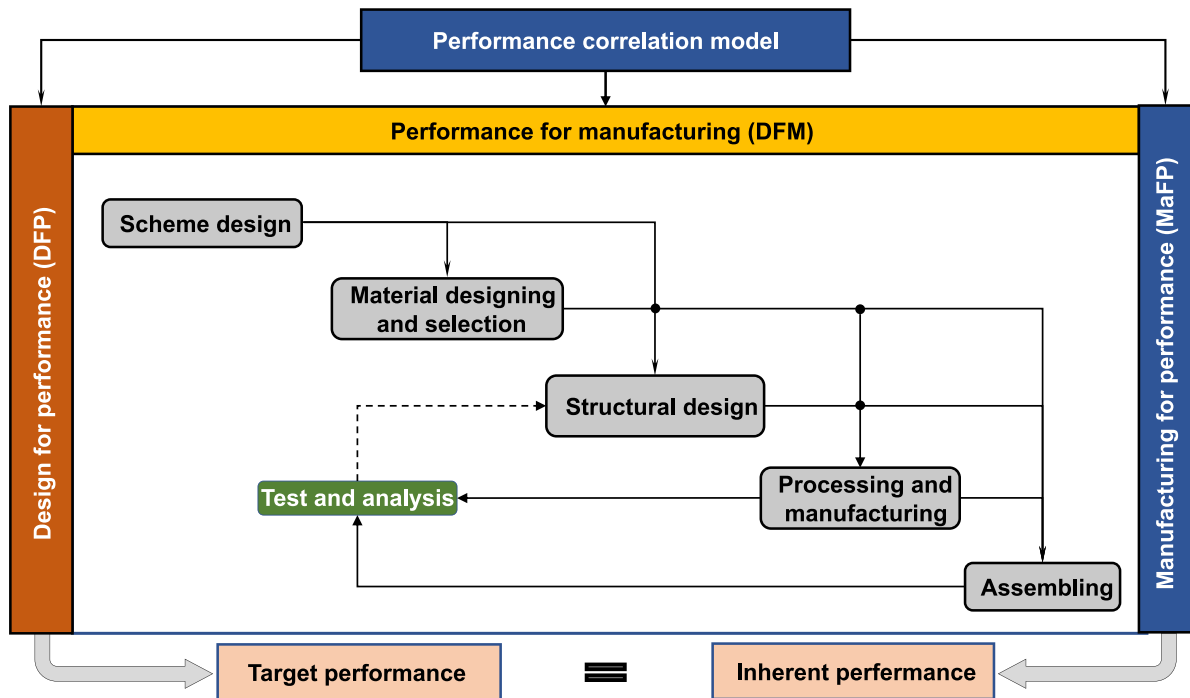 Performance correlation model
Performance for manufacturing (DFM)
Design for performance (DFP)
Manufacturing for performance (MaFP)
Scheme design
Material designing
and selection
Structural design
Test and analysis
Processing and
manufacturing
Assembling
Target performance
=
Inherent perfermance